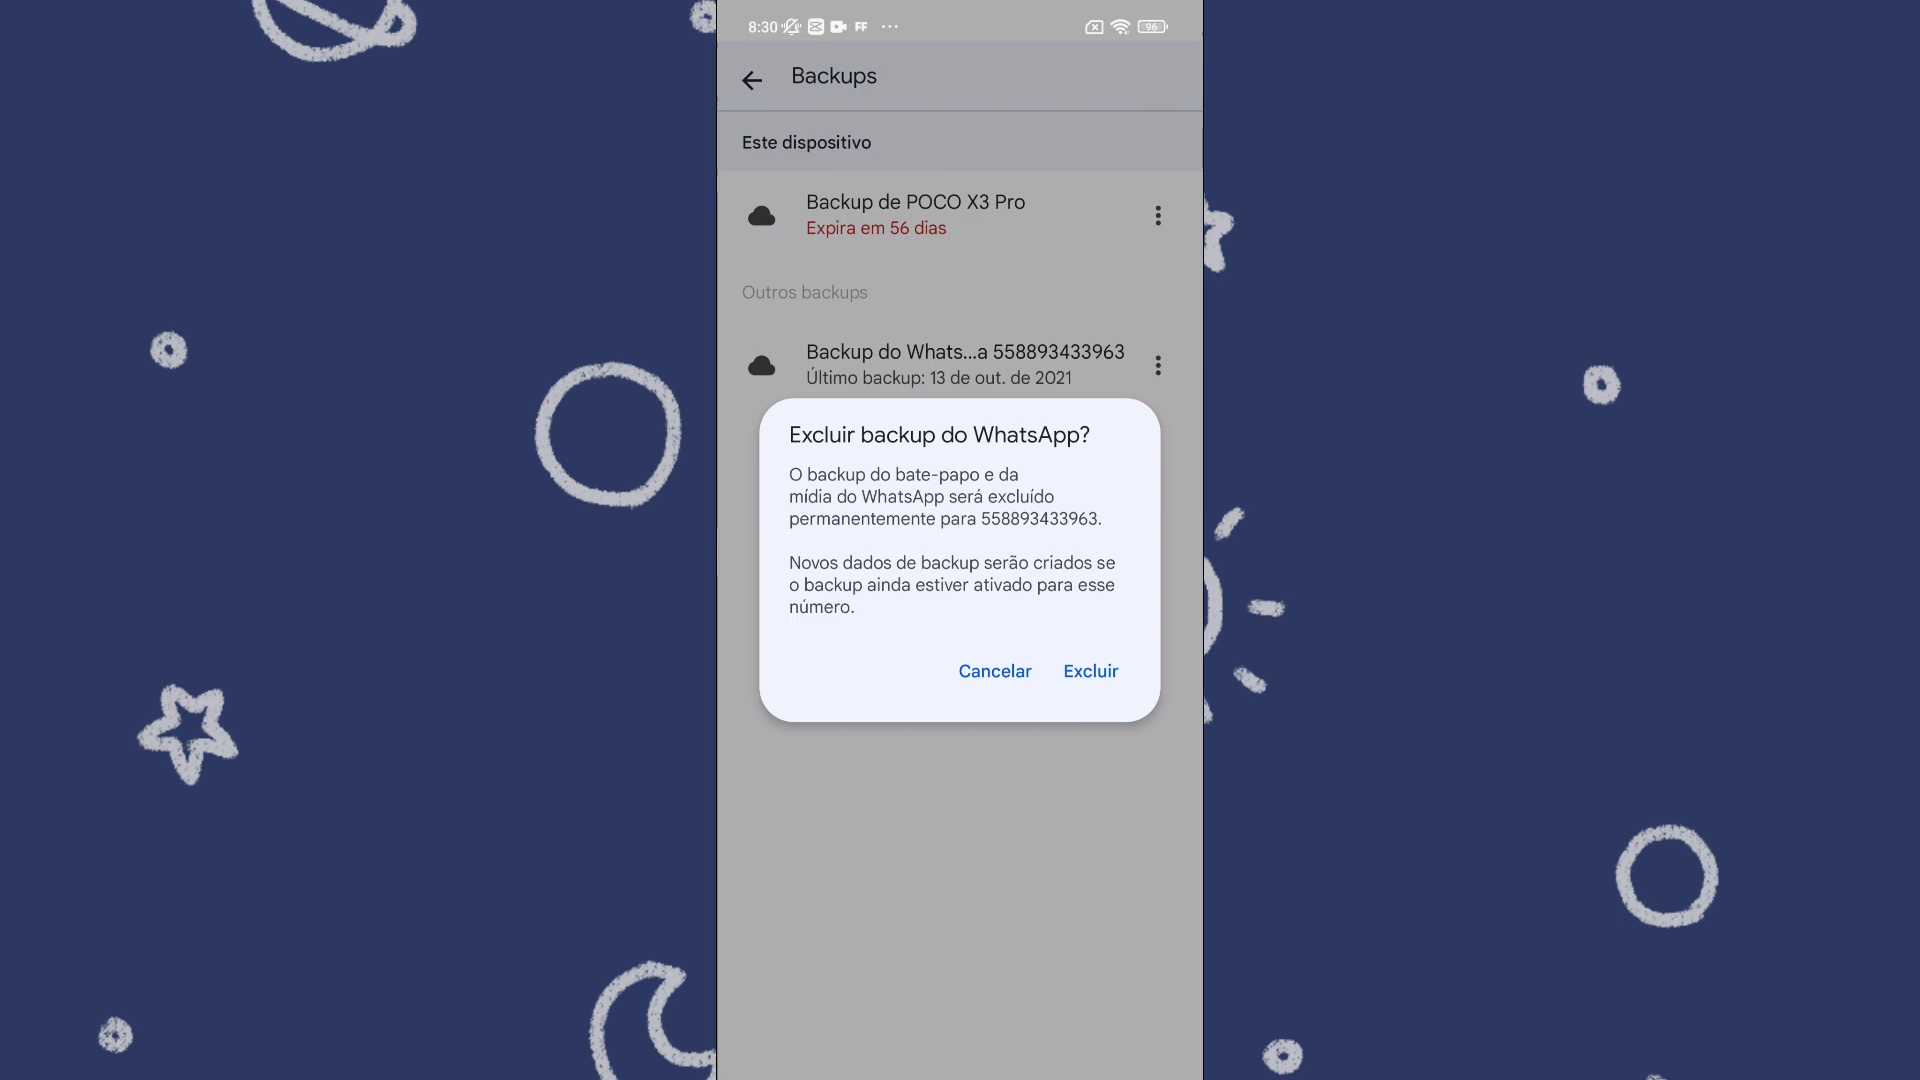 8:30 FF ... 96
Backups
Este dispositivo
Backup de POCO X3 Pro
Expira em 56 dias
Outros backups
Backup do Whats...a 558893433963
Último backup: 13 de out. de 2021
Excluir backup do WhatsApp?
O backup do bate-papo e da
mídia do WhatsApp será excluído
permanentemente para 558893433963.
Novos dados de backup serão criados se
o backup ainda estiver ativado para esse
número.
Cancelar Excluir